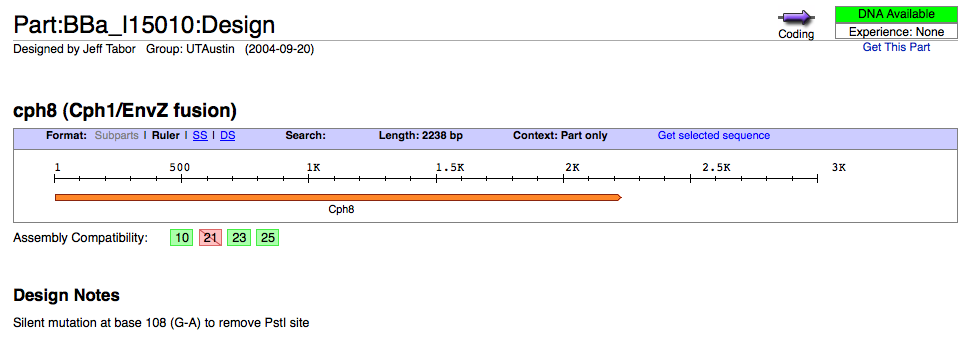 Part:BBa_I15010:Design
Coding
DNA Available
Experience: None
Get This Part
Designed by Jeff Tabor Group: UTAustin (2004-09-20)
cph8 (Cph1/EnvZ fusion)
Format: Subparts | Ruler | SS | DS Search: Length: 2238 bp Context: Part only Get selected sequence
1 500 1K 1.5K 2K 2.5K 3K
Cph8
Assembly Compatibility: 10 21 23 25
Design Notes
Silent mutation at base 108 (G-A) to remove PstI site